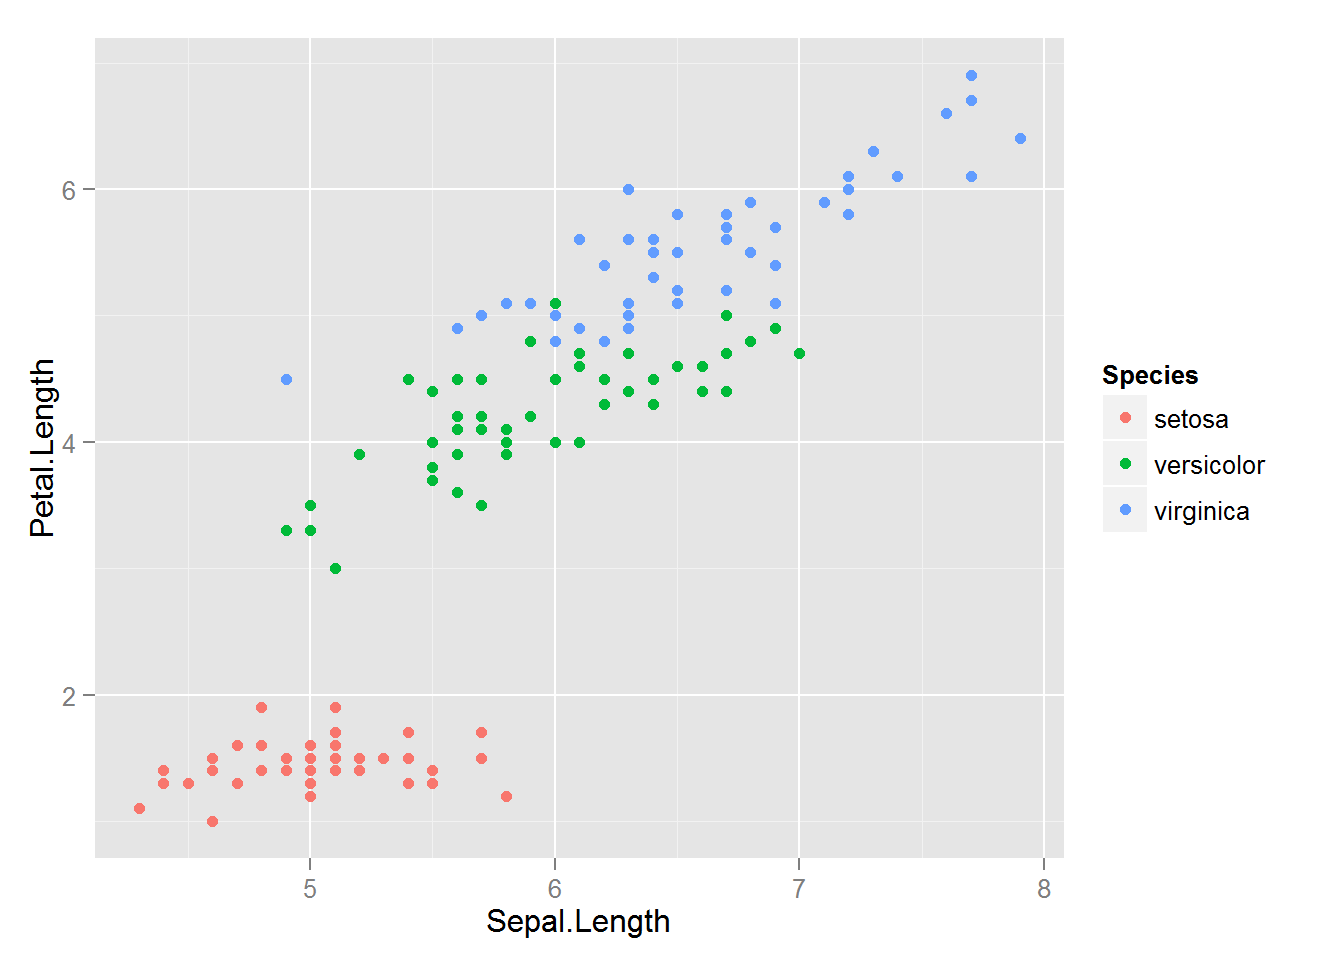 Petal.Length
6
4
2
5 6 7 8
Sepal.Length
Species
setosa
versicolor
virginica